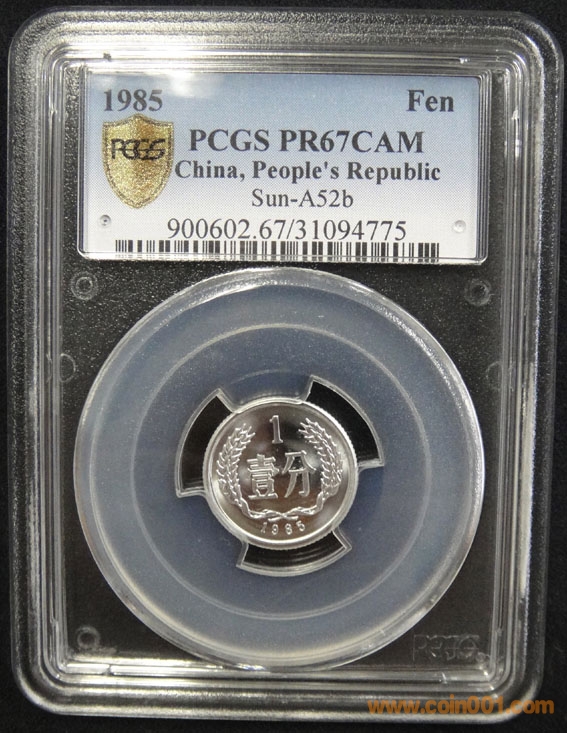 1985 Fen
PCGS
PCGS PR67CAM
China, People's Republic
Sun-A52b
900602.67/31094775
1
壹分
1985
PCGS
www.coin001.com